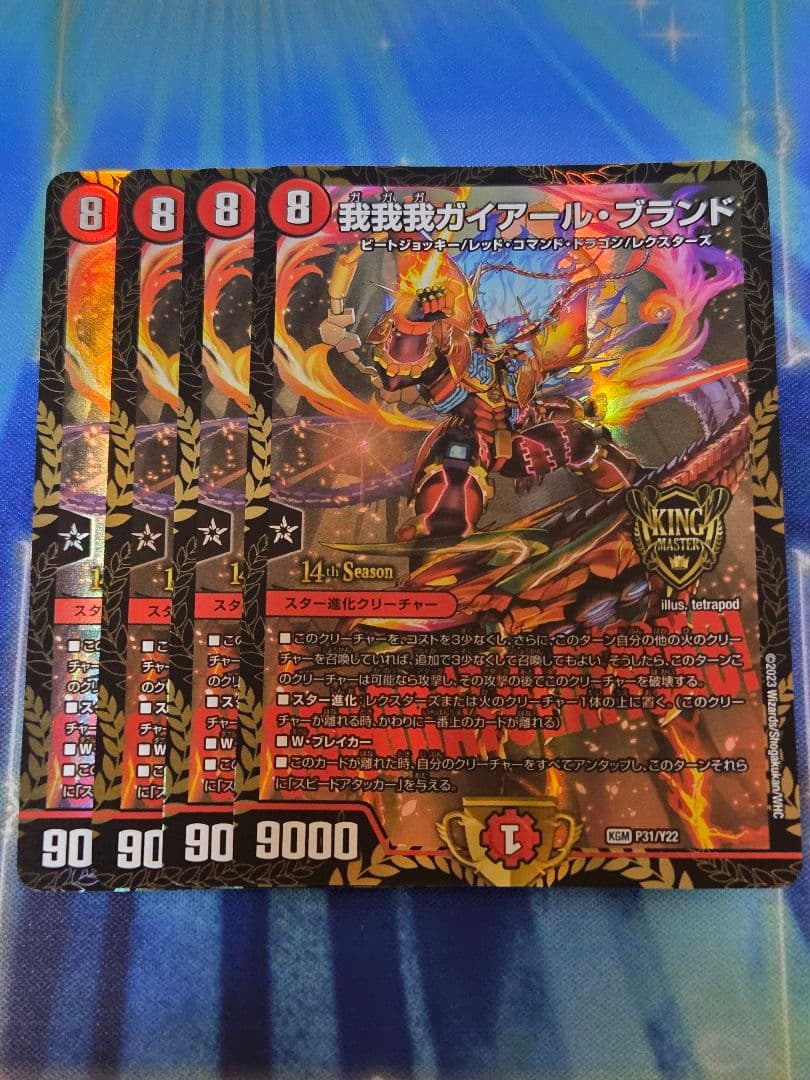 8
8
8
8
ガ ガ ガ
我我我ガイアール・ブランド
ビートジョッキー/レッド・コマンド・ドラゴン/レクスターズ
KING
MASTER
14th Season
illus. tetrapod
スター進化クリーチャー
■このクリーチャーを、コストを3少なくし、さらに、このターン自分の他の火のクリー
チャーを召喚していれば、追加で3少なくして召喚してもよい。そうしたら、このターンこ
のクリーチャーは可能なら攻撃し、その攻撃の後でこのクリーチャーを破壊する。
■スター進化:レクスターズまたは火のクリーチャー1体の上に置く。(このクリー
チャーが離れる時、かわりに一番上のカードが離れる)
■W・ブレイカー
■このカードが離れた時、自分のクリーチャーをすべてアンタップし、このターンそれら
に「スピードアタッカー」を与える。
90
90
90
9000
1
KGM P31/Y22
©2023 Wizards/Shogakukan/WHC